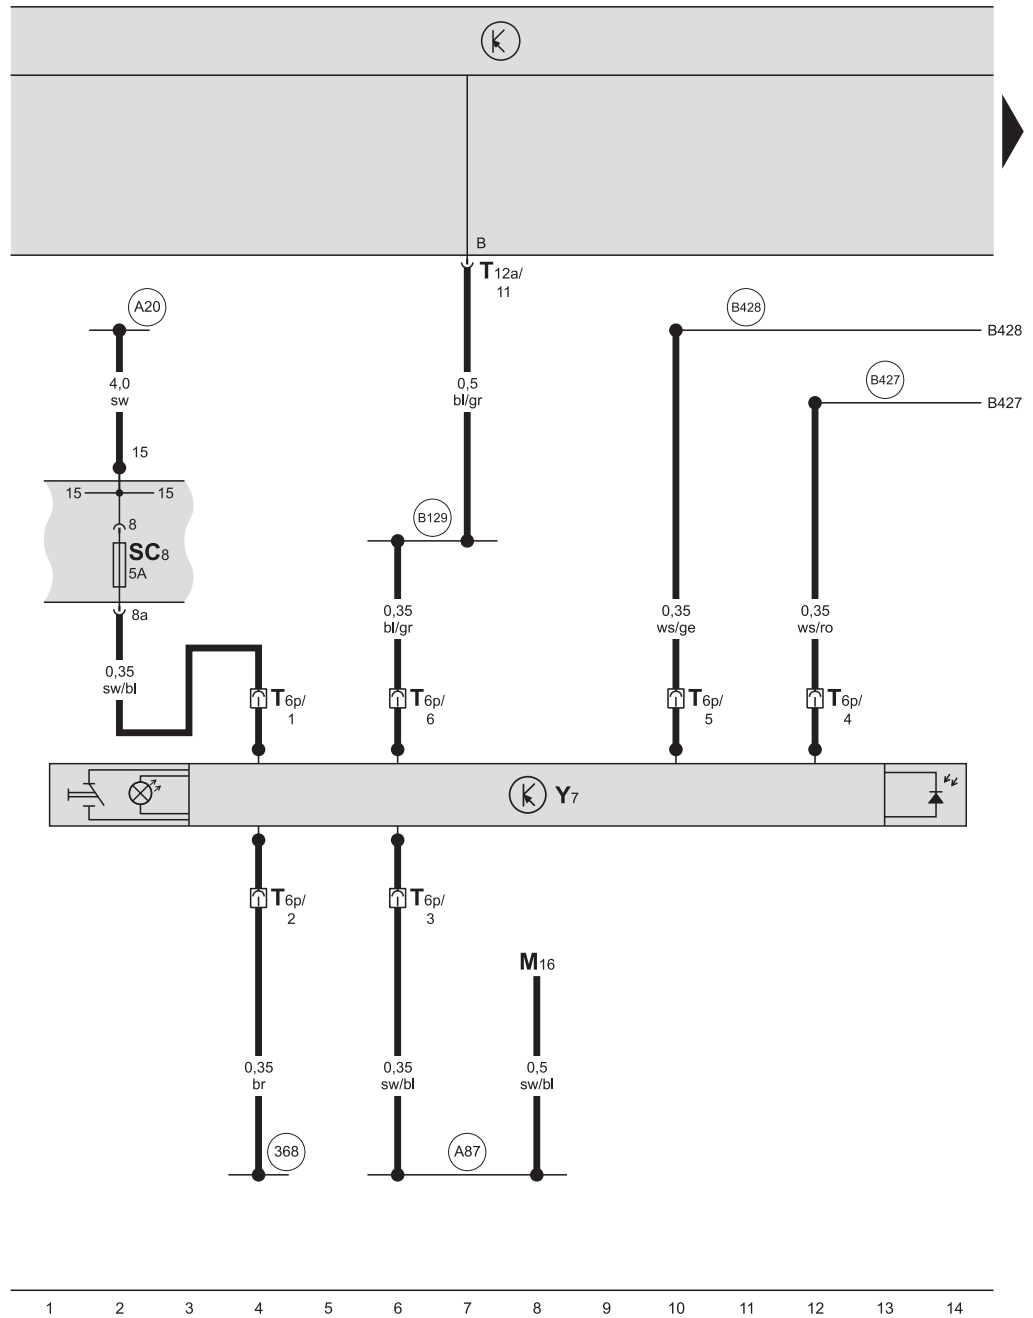 B
T12a/
11
A20
B428
B428
B427
B427
4,0
sw
0,5
bl/gr
15
15
15
8
SC8
5A
B129
8a
0,35
bl/gr
0,35
ws/ge
0,35
ws/ro
0,35
sw/bl
T6p/
1
T6p/
6
T6p/
5
T6p/
4
Y7
T6p/
2
T6p/
3
M16
0,35
br
0,35
sw/bl
0,5
sw/bl
368
A87
1 2 3 4 5 6 7 8 9 10 11 12 13 14